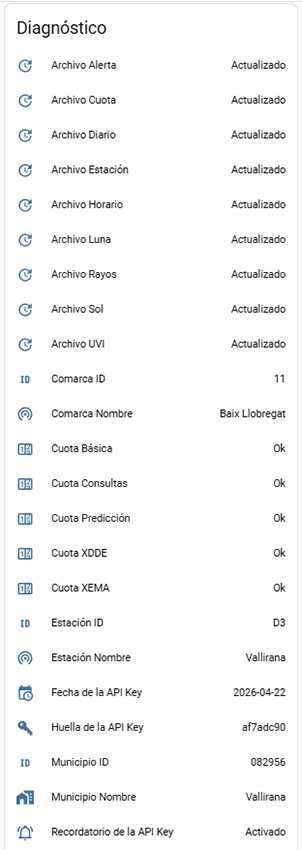 Diagnóstico
Archivo Alerta Actualizado
Archivo Cuota Actualizado
Archivo Diario Actualizado
Archivo Estación Actualizado
Archivo Horario Actualizado
Archivo Luna Actualizado
Archivo Rayos Actualizado
Archivo Sol Actualizado
Archivo UVI Actualizado
ID Comarca ID 11
Comarca Nombre Baix Llobregat
Cuota Básica Ok
Cuota Consultas Ok
Cuota Predicción Ok
Cuota XDDE Ok
Cuota XEMA Ok
ID Estación ID D3
Estación Nombre Vallirana
Fecha de la API Key 2026-04-22
Huella de la API Key af7adc90
ID Municipio ID 082956
Municipio Nombre Vallirana
Recordatorio de la API Key Activado